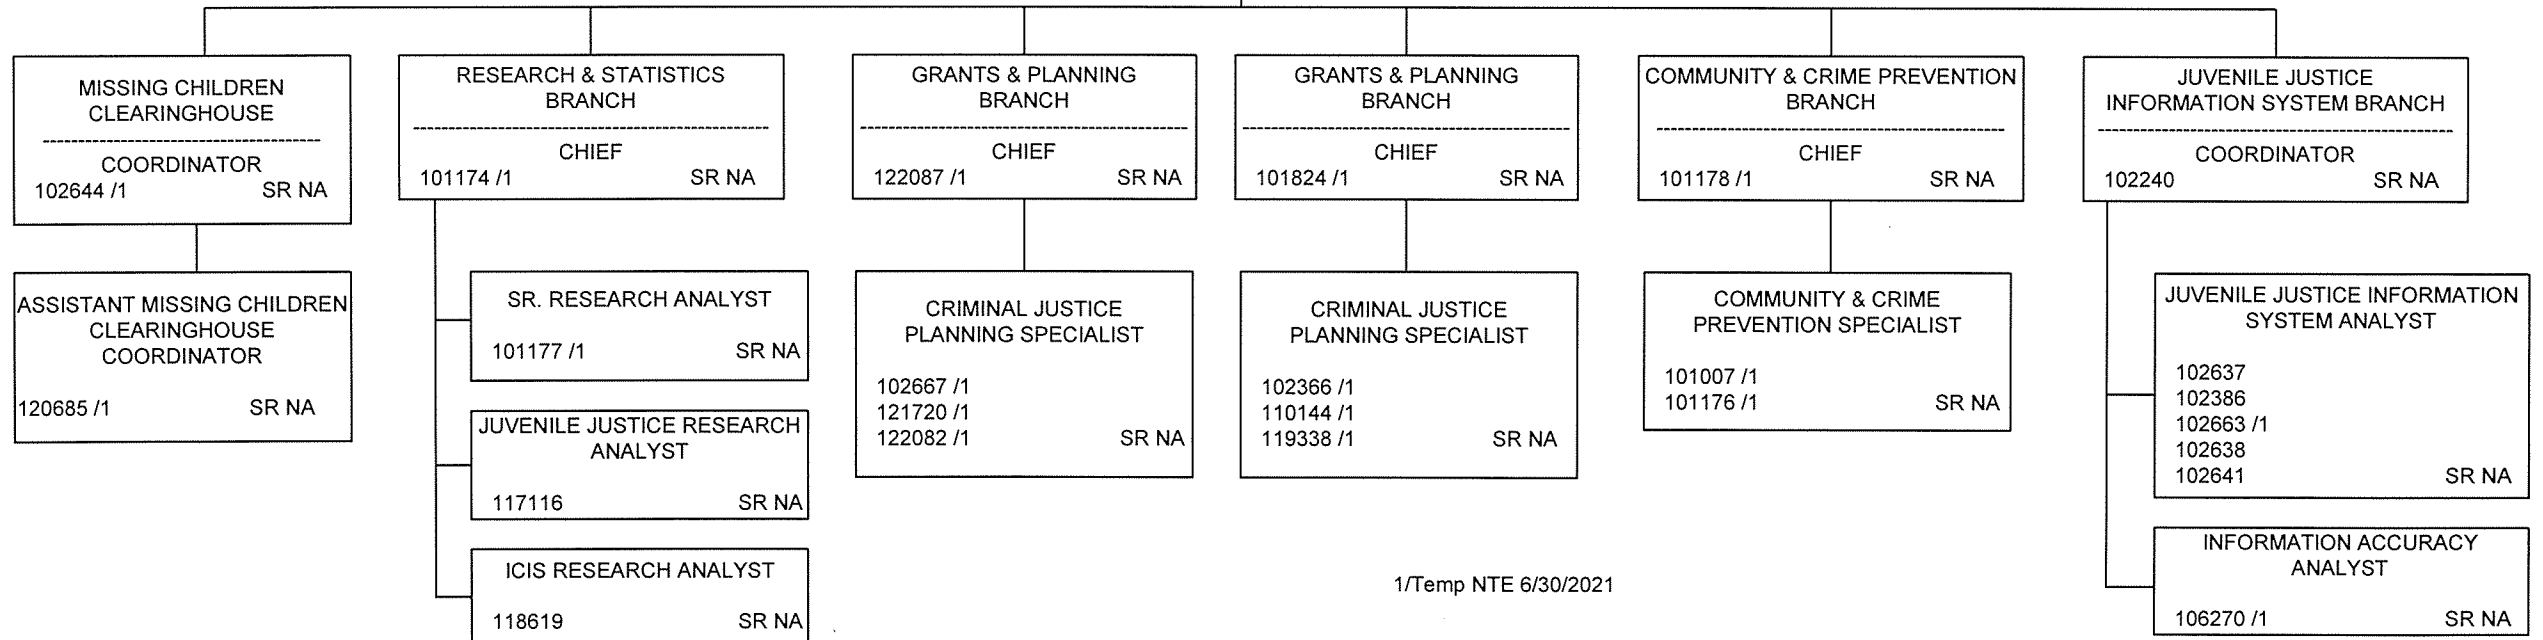 MISSING CHILDREN
CLEARINGHOUSE
COORDINATOR
102644 /1 SR NA
ASSISTANT MISSING CHILDREN
CLEARINGHOUSE
COORDINATOR
120685 /1 SR NA
RESEARCH & STATISTICS
BRANCH
CHIEF
101174 /1 SR NA
SR. RESEARCH ANALYST
101177 /1 SR NA
JUVENILE JUSTICE RESEARCH
ANALYST
117116 SR NA
ICIS RESEARCH ANALYST
118619 SR NA
GRANTS & PLANNING
BRANCH
CHIEF
122087 /1 SR NA
CRIMINAL JUSTICE
PLANNING SPECIALIST
102667 /1
121720 /1
122082 /1 SR NA
GRANTS & PLANNING
BRANCH
CHIEF
101824 /1 SR NA
CRIMINAL JUSTICE
PLANNING SPECIALIST
102366 /1
110144 /1
119338 /1 SR NA
COMMUNITY & CRIME PREVENTION
BRANCH
CHIEF
101178 /1 SR NA
COMMUNITY & CRIME
PREVENTION SPECIALIST
101007 /1
101176 /1 SR NA
JUVENILE JUSTICE
INFORMATION SYSTEM BRANCH
COORDINATOR
102240 SR NA
JUVENILE JUSTICE INFORMATION
SYSTEM ANALYST
102637
102386
102663 /1
102638
102641 SR NA
INFORMATION ACCURACY
ANALYST
106270 /1 SR NA
1/Temp NTE 6/30/2021